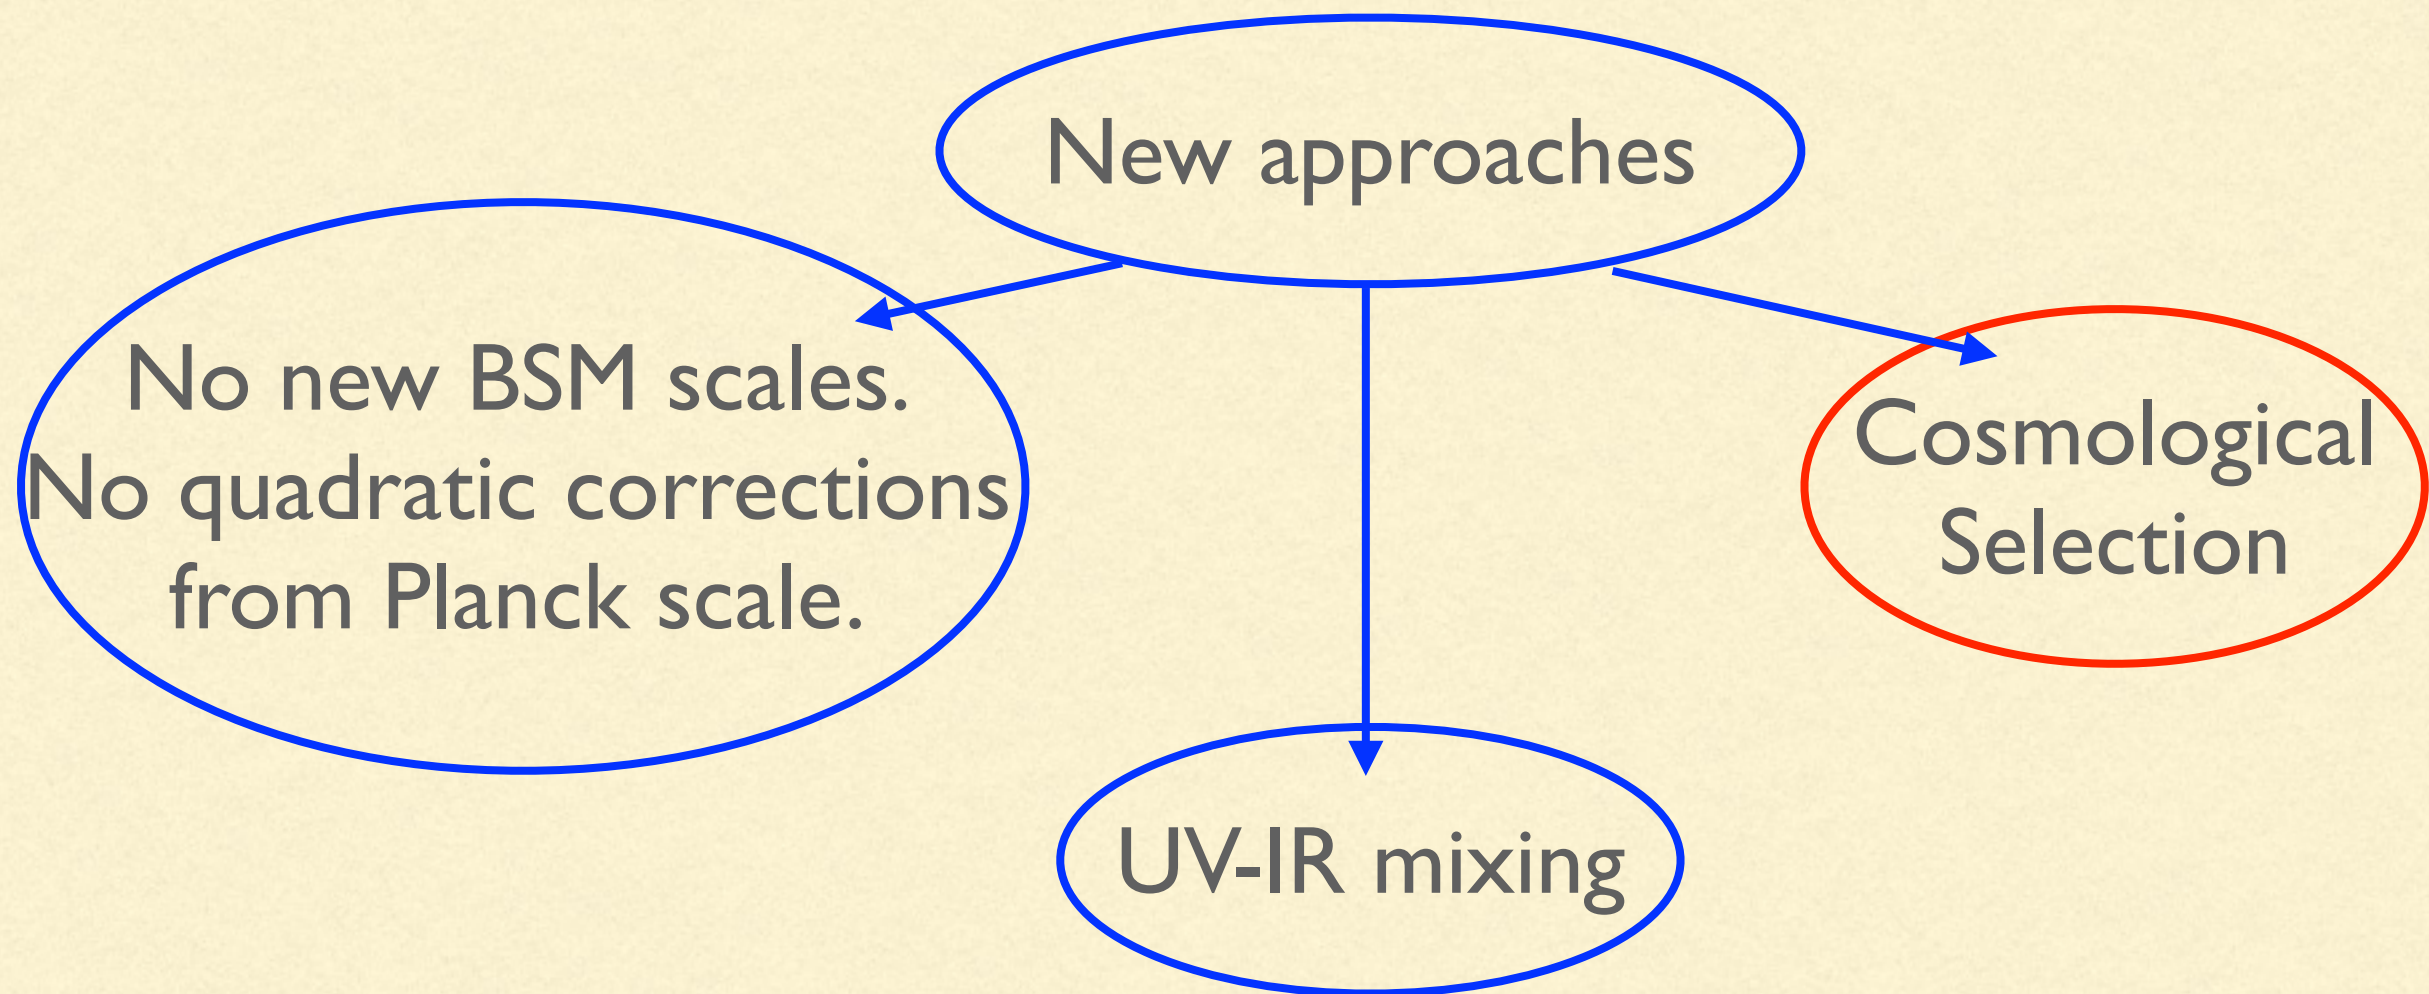 New approaches
No new BSM scales.
No quadratic corrections
from Planck scale.
Cosmological
Selection
UV-IR mixing